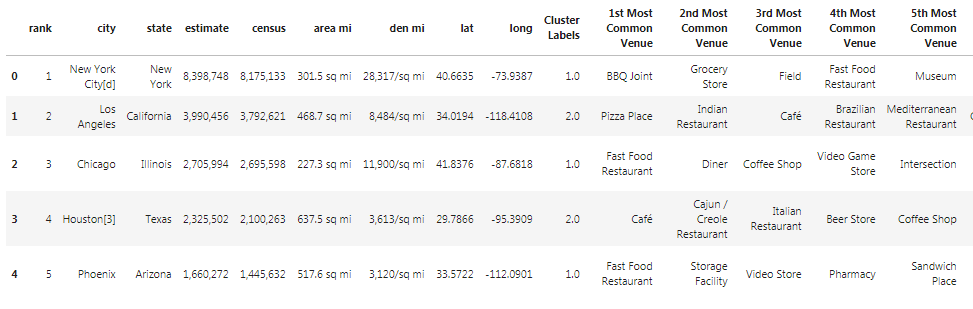 rank city state estimate census area mi den mi lat long Cluster Labels 1st Most Common Venue 2nd Most Common Venue 3rd Most Common Venue 4th Most Common Venue 5th Most Common Venue
0 1 New York City[d] New York 8,398,748 8,175,133 301.5 sq mi 28,317/sq mi 40.6635 -73.9387 1.0 BBQ Joint Grocery Store Field Fast Food Restaurant Museum
1 2 Los Angeles California 3,990,456 3,792,621 468.7 sq mi 8,484/sq mi 34.0194 -118.4108 2.0 Pizza Place Indian Restaurant Café Brazilian Restaurant Mediterranean Restaurant
2 3 Chicago Illinois 2,705,994 2,695,598 227.3 sq mi 11,900/sq mi 41.8376 -87.6818 1.0 Fast Food Restaurant Diner Coffee Shop Video Game Store Intersection
3 4 Houston[3] Texas 2,325,502 2,100,263 637.5 sq mi 3,613/sq mi 29.7866 -95.3909 2.0 Café Cajun / Creole Restaurant Italian Restaurant Beer Store Coffee Shop
4 5 Phoenix Arizona 1,660,272 1,445,632 517.6 sq mi 3,120/sq mi 33.5722 -112.0901 1.0 Fast Food Restaurant Storage Facility Video Store Pharmacy Sandwich Place